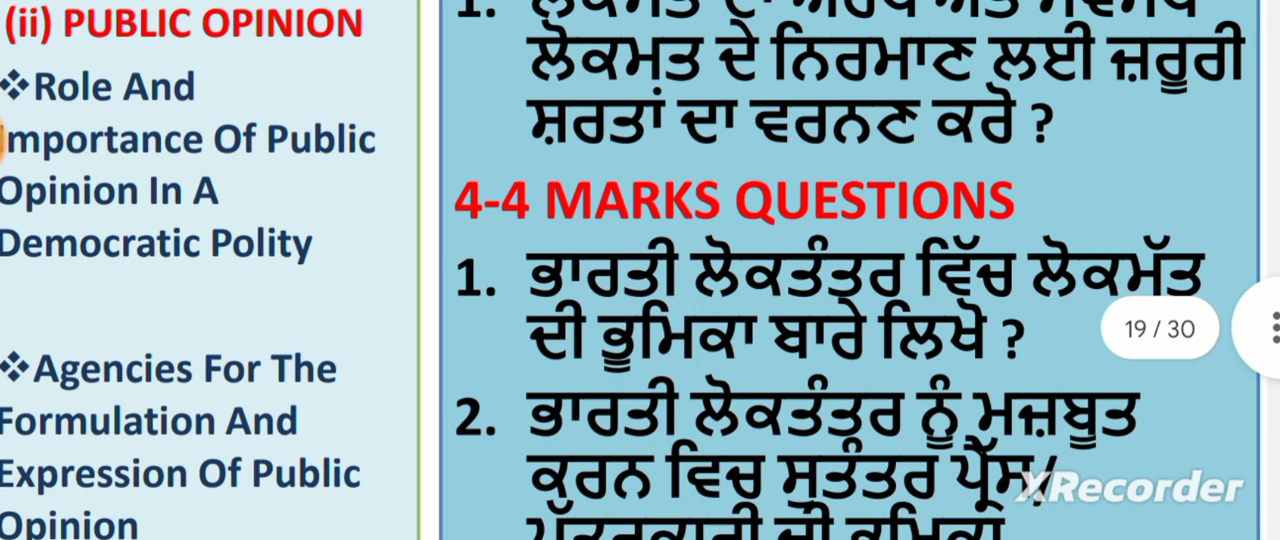 (ii) PUBLIC OPINION
❖Role And
Importance Of Public
Opinion In A
Democratic Polity
❖Agencies For The
Formulation And
Expression Of Public
Opinion
1.
ਲੋਕਮਤ ਦੇ ਨਿਰਮਾਣ ਲਈ ਜ਼ਰੂਰੀ
ਸ਼ਰਤਾਂ ਦਾ ਵਰਨਣ ਕਰੋ ?
4-4 MARKS QUESTIONS
1. ਭਾਰਤੀ ਲੋਕਤੰਤਰ ਵਿੱਚ ਲੋਕਮੱਤ
ਦੀ ਭੂਮਿਕਾ ਬਾਰੇ ਲਿਖੋ ?
2. ਭਾਰਤੀ ਲੋਕਤੰਤਰ ਨੂੰ ਮਜ਼ਬੂਤ
ਕਰਨ ਵਿਚ ਸੁਤੰਤਰ ਪ੍ਰੈੱਸ/
19 / 30
XRecorder